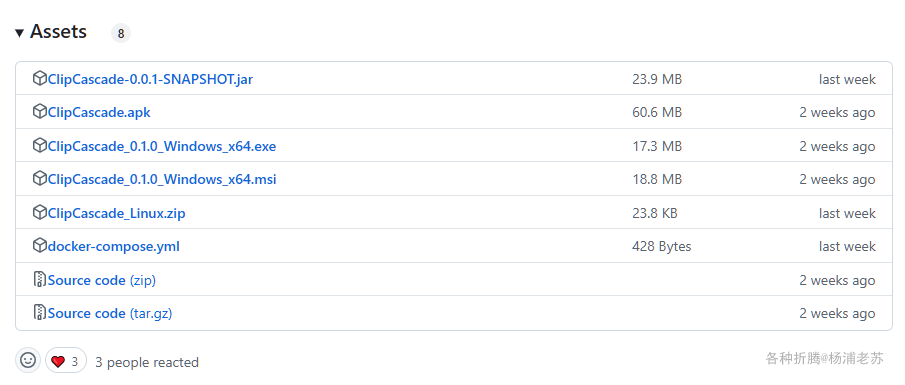 Assets 8
ClipCascade-0.0.1-SNAPSHOT.jar 23.9 MB last week
ClipCascade.apk 60.6 MB 2 weeks ago
ClipCascade_0.1.0_Windows_x64.exe 17.3 MB 2 weeks ago
ClipCascade_0.1.0_Windows_x64.msi 18.8 MB 2 weeks ago
ClipCascade_Linux.zip 23.8 KB last week
docker-compose.yml 428 Bytes last week
Source code (zip) 2 weeks ago
Source code (tar.gz) 2 weeks ago
3 3 people reacted
各种折腾@杨浦老苏